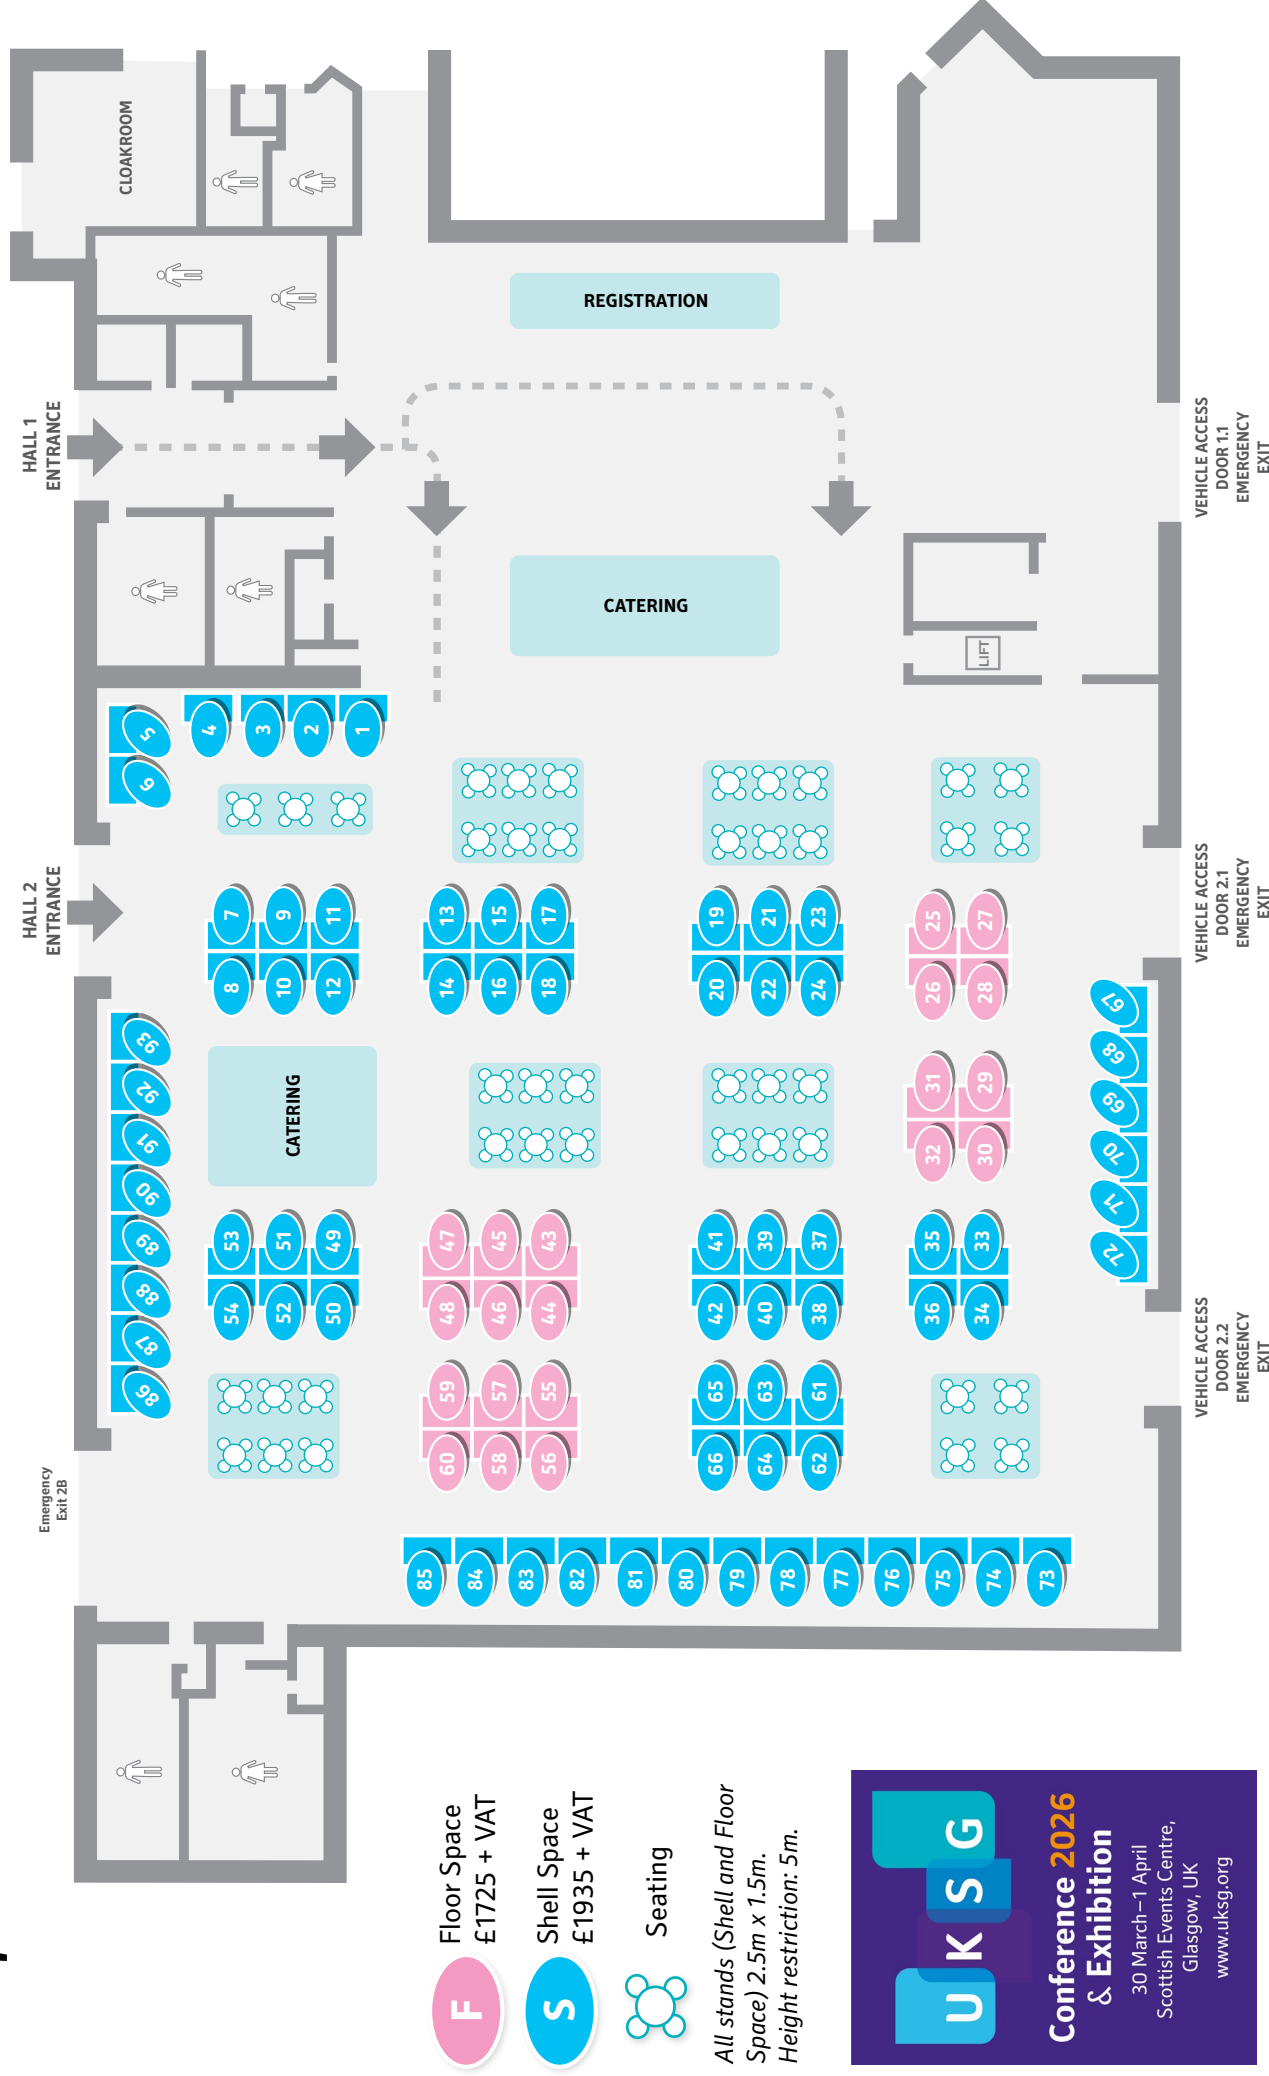 CLOAKROOM
REGISTRATION
HALL 1
ENTRANCE
VEHICLE ACCESS
DOOR 1.1
EMERGENCY
EXIT
CATERING
LIFT
5
6
4
3
2
1
HALL 2
ENTRANCE
VEHICLE ACCESS
DOOR 2.1
EMERGENCY
EXIT
7
9
11
13
15
17
19
21
23
25
27
8
10
12
14
16
18
20
22
24
26
28
67
68
69
70
71
72
93
92
91
90
89
88
87
86
CATERING
31
29
32
30
53
51
49
47
45
43
41
39
37
35
33
54
52
50
48
46
44
42
40
38
36
34
VEHICLE ACCESS
DOOR 2.2
EMERGENCY
EXIT
59
57
55
65
63
61
60
58
56
66
64
62
Emergency
Exit 2B
85
84
83
82
81
80
79
78
77
76
75
74
73
F
Floor Space
£1725 + VAT
S
Shell Space
£1935 + VAT
Seating
All stands (Shell and Floor
Space) 2.5m x 1.5m.
Height restriction: 5m.
UKSG
Conference 2026
& Exhibition
30 March–1 April
Scottish Events Centre,
Glasgow, UK
www.uksg.org